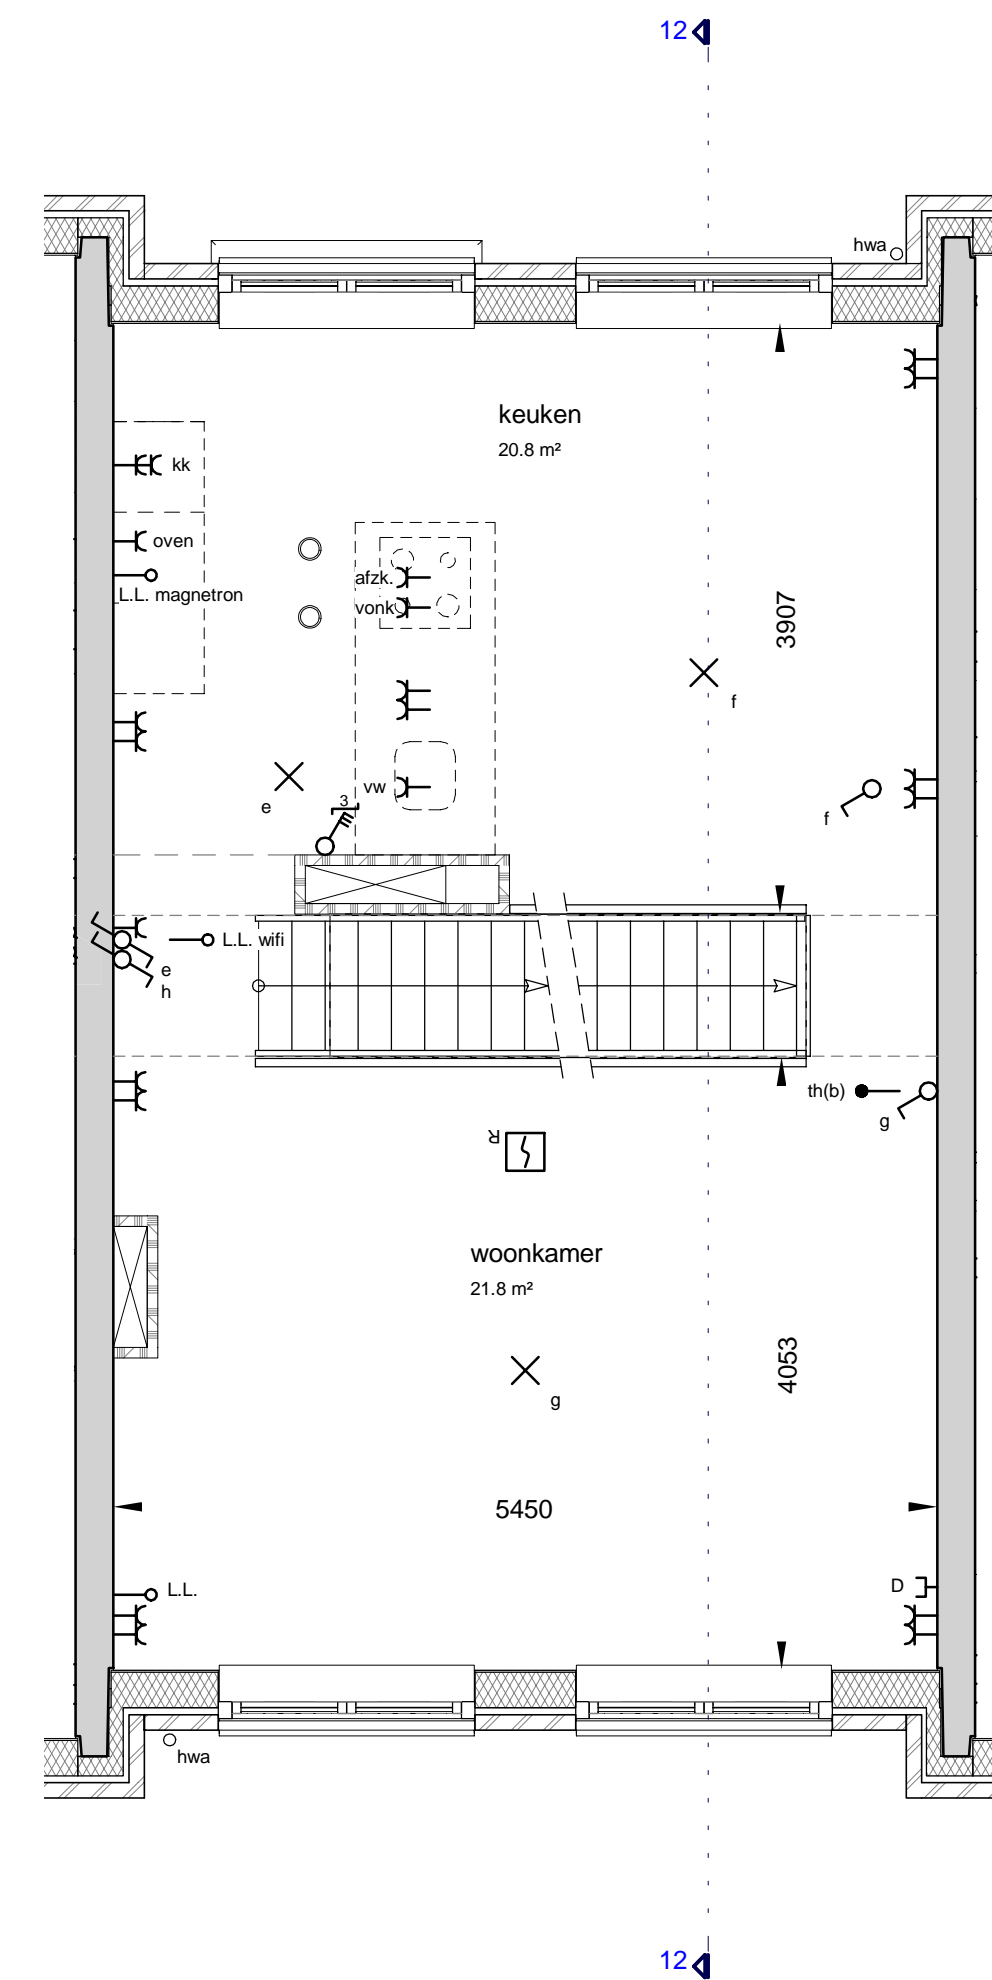 12
hwa
keuken
20.8 m²
kk
oven
L.L. magnetron
afzk.
vonk
3907
f
vw
e
3
f
L.L. wifi
e
h
th(b)
g
R
woonkamer
21.8 m²
4053
g
5450
L.L.
D
hwa
12